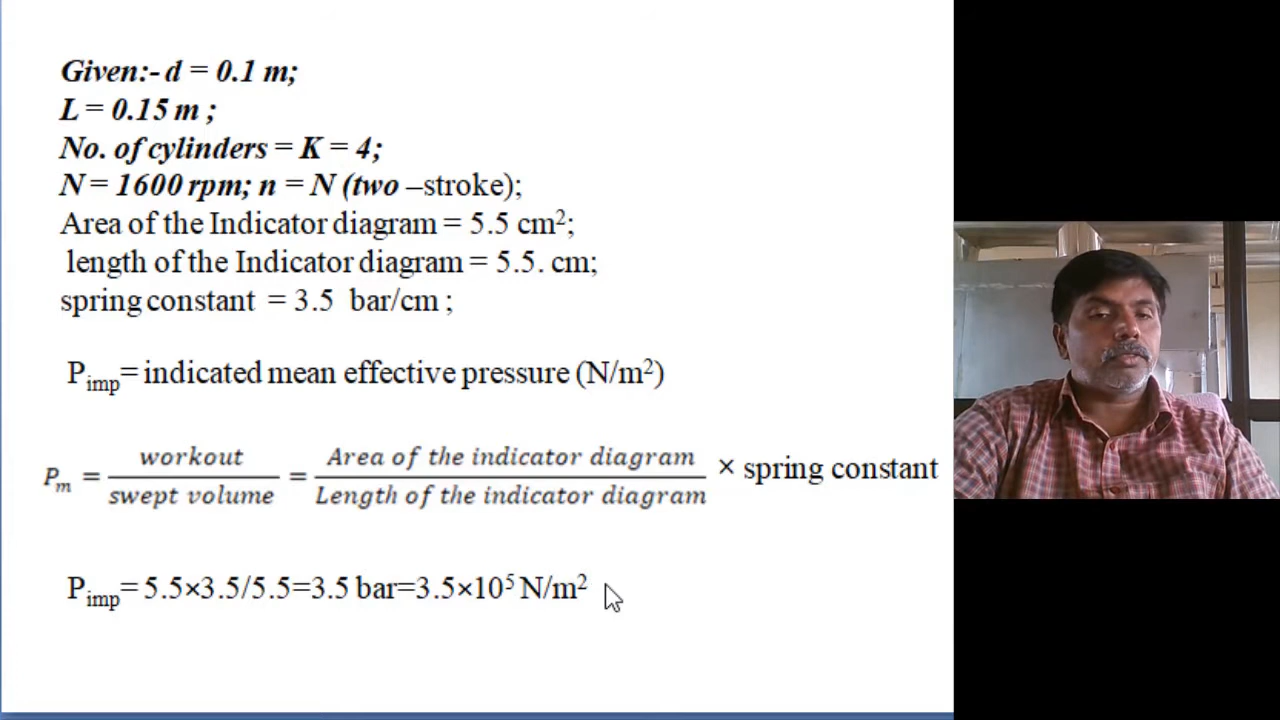 Given:- d = 0.1 m;
L = 0.15 m ;
No. of cylinders = K = 4;
N = 1600 rpm; n = N (two –stroke);
Area of the Indicator diagram = 5.5 cm²;
length of the Indicator diagram = 5.5. cm;
spring constant = 3.5 bar/cm ;
Pimp= indicated mean effective pressure (N/m²)
Pm = workout / swept volume = Area of the indicator diagram / Length of the indicator diagram × spring constant
Pimp= 5.5×3.5/5.5=3.5 bar=3.5×10⁵ N/m²